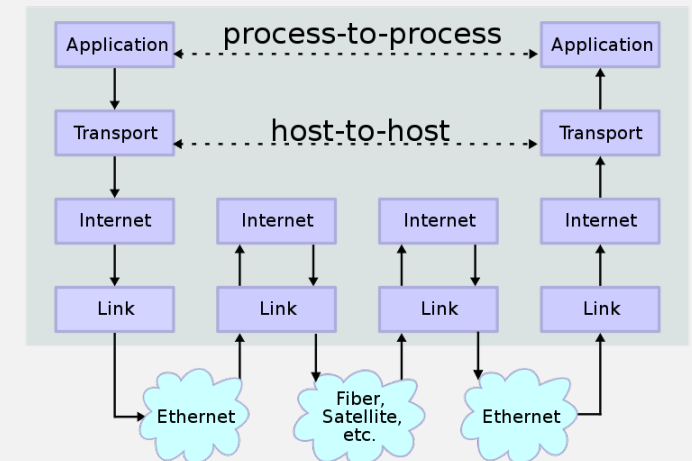 process-to-process
Application
Application
host-to-host
Transport
Transport
Internet
Internet
Internet
Internet
Link
Link
Link
Link
Ethernet
Fiber,
Satellite,
etc.
Ethernet